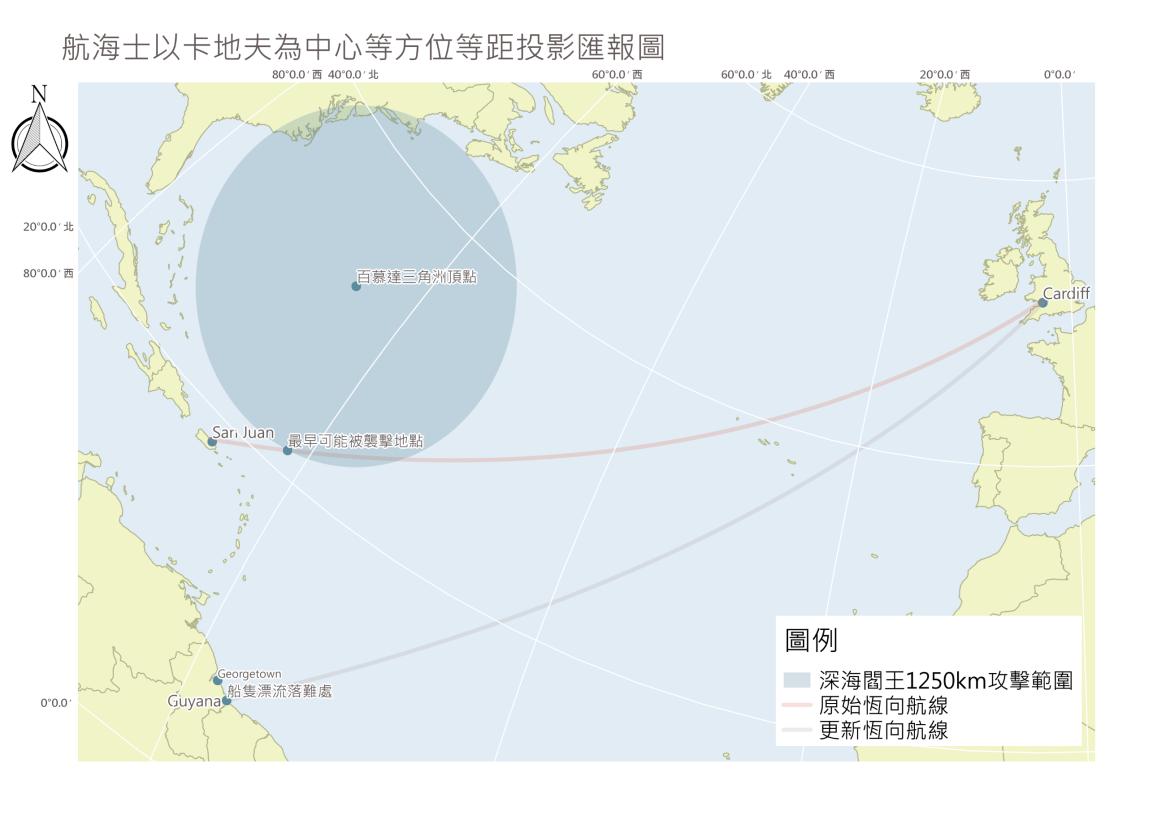 航海士以卡地夫為中心等方位等距投影匯報圖
80°0.0′西 40°0.0′北 60°0.0′西 60°0.0′北 40°0.0′西 20°0.0′西 0°0.0′
N
20°0.0′北
80°0.0′西
百慕達三角洲頂點
Cardiff
San Juan
最早可能被襲擊地點
圖例
深海閻王1250km攻擊範圍
原始恆向航線
更新恆向航線
Georgetown
船隻漂流落難處
Guyana
0°0.0′